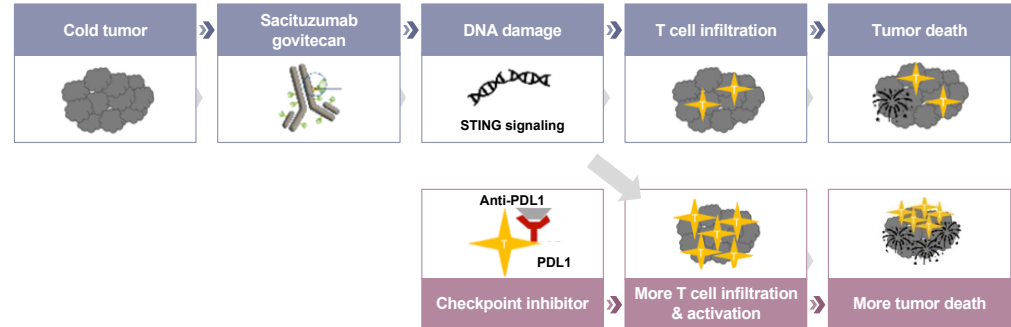 Cold tumor
Sacituzumab
govitecan
DNA damage
T cell infiltration
Tumor death
STING signaling
T
T
T
T
Anti-PDL1
T
PDL1
T
T
T
T
T
T
T
T
T
Checkpoint inhibitor
More T cell infiltration
& activation
More tumor death